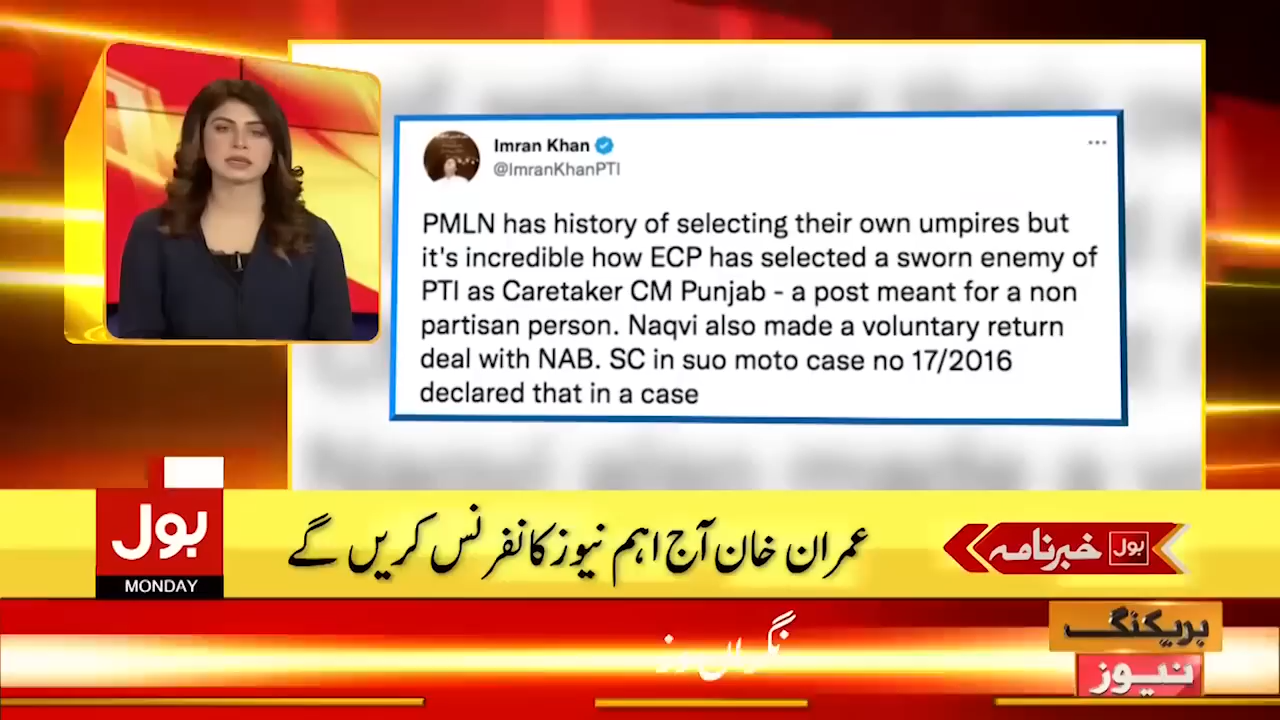 Imran Khan
@ImranKhanPTI
PMLN has history of selecting their own umpires but
it's incredible how ECP has selected a sworn enemy of
PTI as Caretaker CM Punjab - a post meant for a non
partisan person. Naqvi also made a voluntary return
deal with NAB. SC in suo moto case no 17/2016
declared that in a case
بول
MONDAY
عمران خان آج اہم نیوز کانفرنس کریں گے
بول خبرنامہ
نگراں
بریکنگ
نیوز